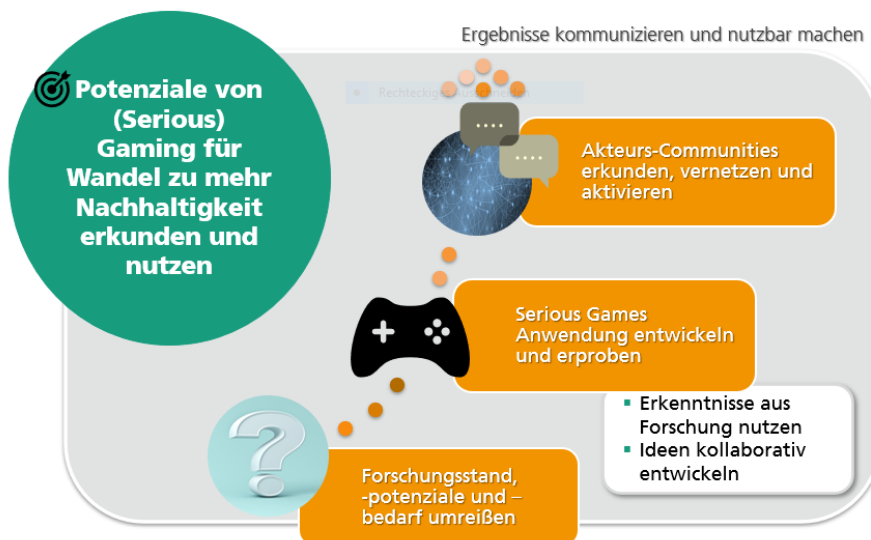 Ergebnisse kommunizieren und nutzbar machen
Potenziale von
(Serious)
Gaming für
Wandel zu mehr
Nachhaltigkeit
erkunden und
nutzen
Rechteckiges Ausschneiden
Akteurs-Communities
erkunden, vernetzen und
aktivieren
Serious Games
Anwendung entwickeln
und erproben
▪ Erkenntnisse aus
Forschung nutzen
▪ Ideen kollaborativ
entwickeln
Forschungsstand,
-potenziale und –
bedarf umreißen